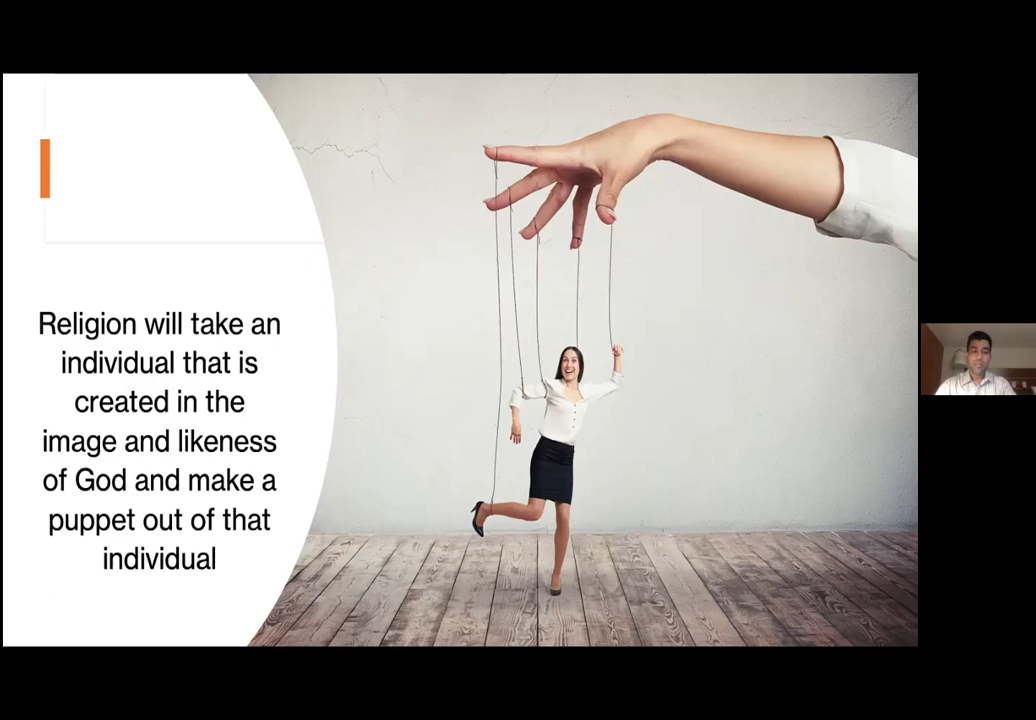 Religion will take an
individual that is
created in the
image and likeness
of God and make a
puppet out of that
individual